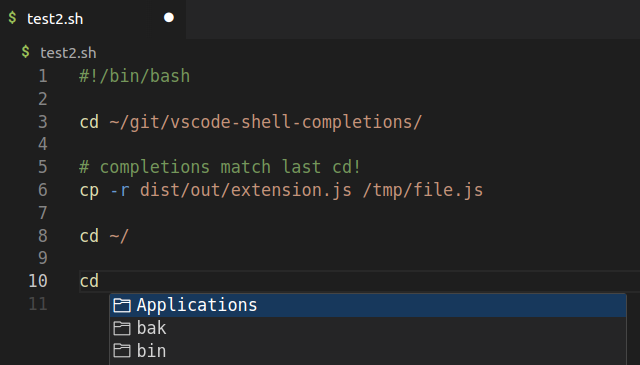 $ test2.sh
$ test2.sh
1 #!/bin/bash
2
3 cd ~/git/vscode-shell-completions/
4
5 # completions match last cd!
6 cp -r dist/out/extension.js /tmp/file.js
7
8 cd ~/
9
10 cd
11
Applications
bak
bin